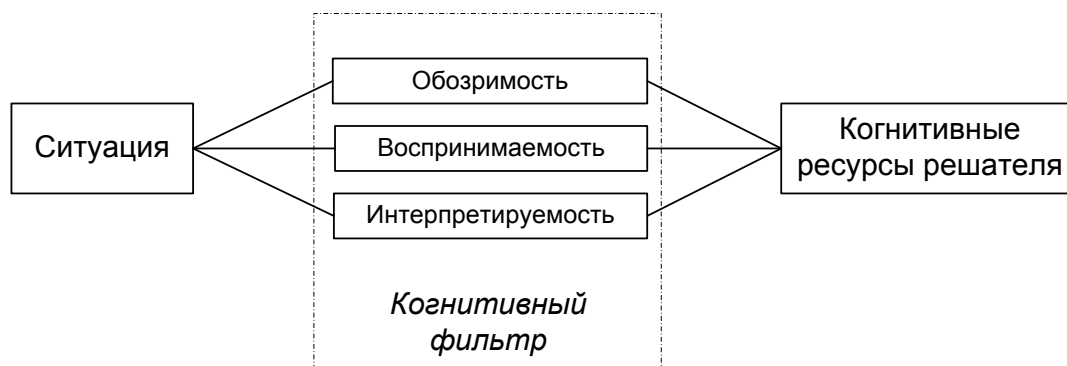 Ситуация
Обозримость
Воспринимаемость
Интерпретируемость
Когнитивный
фильтр
Когнитивные
ресурсы решателя